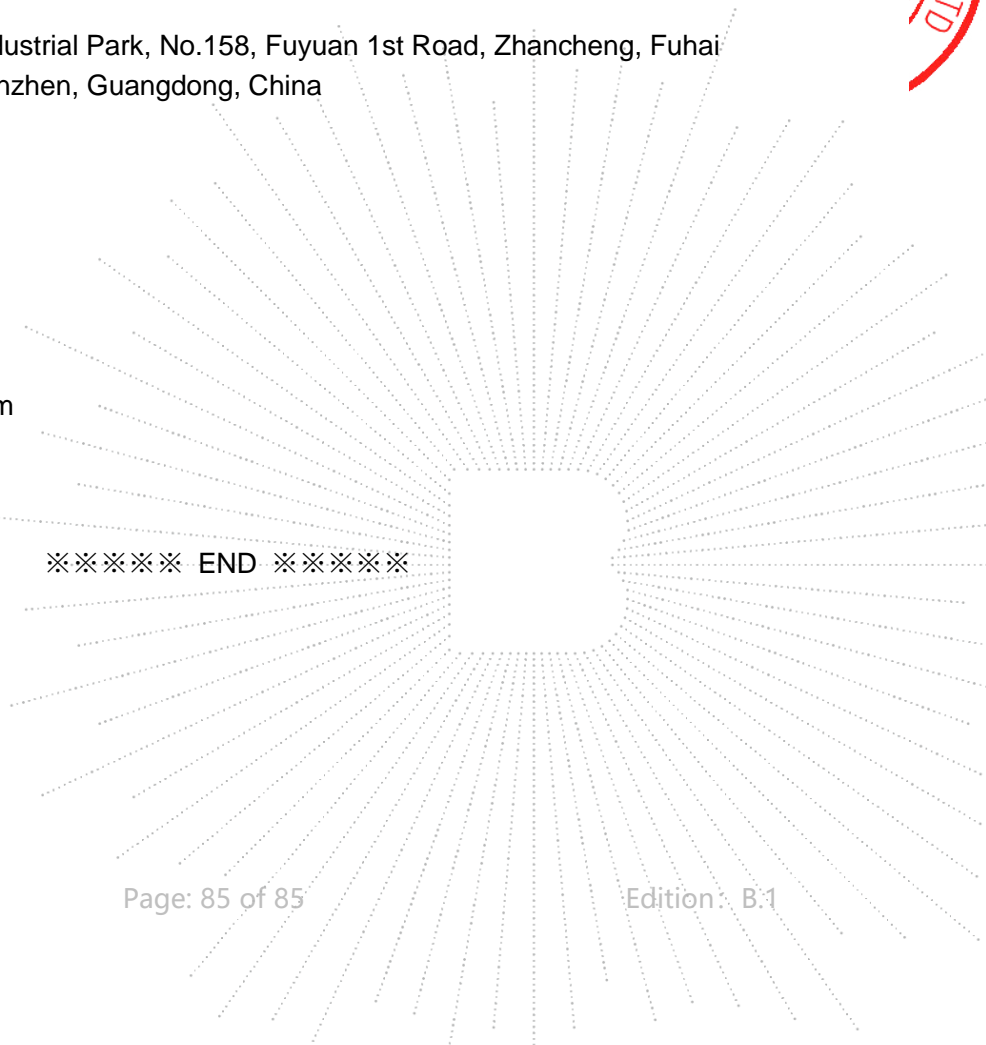 dustrial Park, No.158, Fuyuan 1st Road, Zhancheng, Fuhai
nzhen, Guangdong, China
m
※※※※※ END ※※※※※
Page: 85 of 85 Edition: B.1
TD